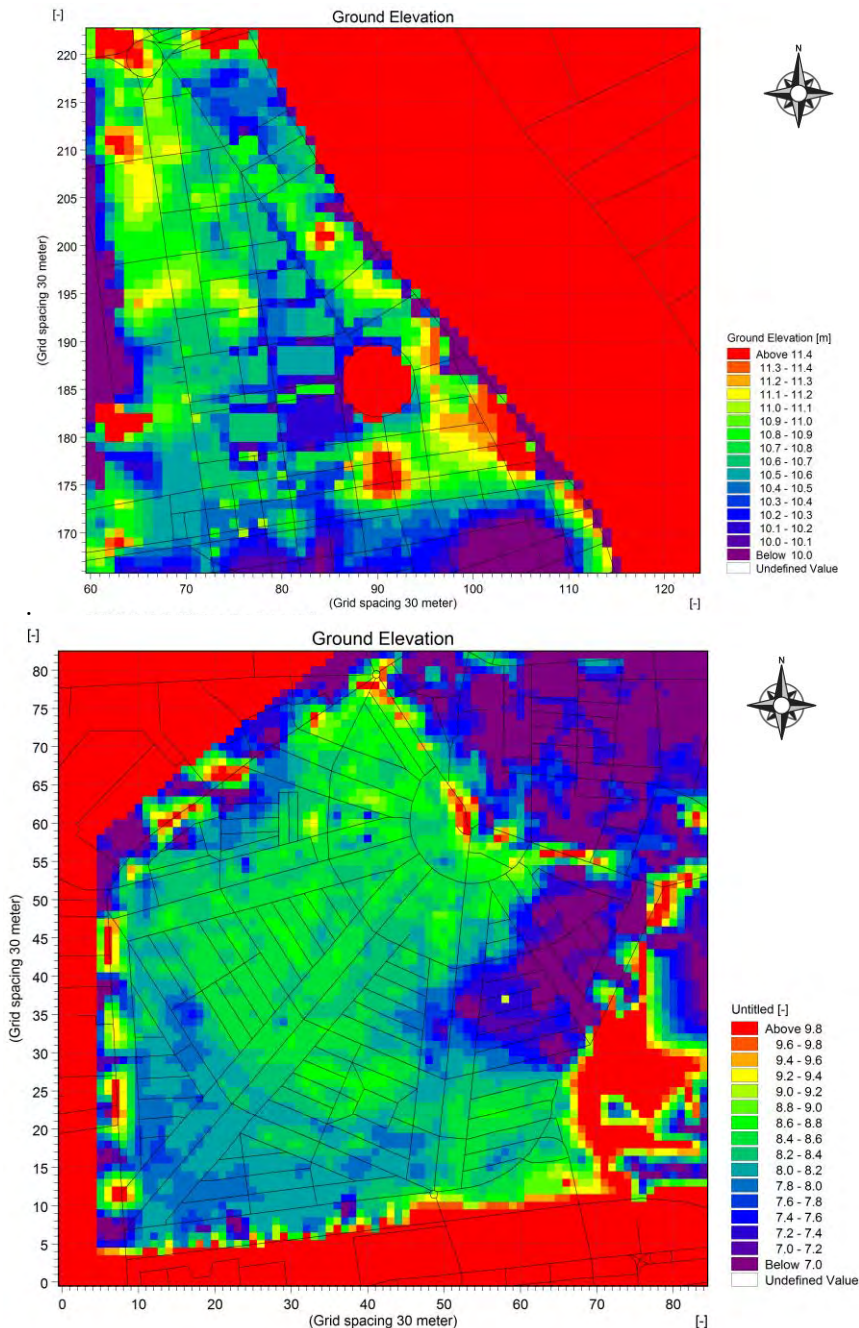 [-]
Ground Elevation
N
220
215
210
205
200
195
190
185
180
175
170
(Grid spacing 30 meter)
60 70 80 90 100 110 120
(Grid spacing 30 meter) [-]
Ground Elevation [m]
Above 11.4
11.3 - 11.4
11.2 - 11.3
11.1 - 11.2
11.0 - 11.1
10.9 - 11.0
10.8 - 10.9
10.7 - 10.8
10.6 - 10.7
10.5 - 10.6
10.4 - 10.5
10.3 - 10.4
10.2 - 10.3
10.1 - 10.2
10.0 - 10.1
Below 10.0
Undefined Value
[-]
Ground Elevation
N
80
75
70
65
60
55
50
45
40
35
30
25
20
15
10
5
0
(Grid spacing 30 meter)
0 10 20 30 40 50 60 70 80
(Grid spacing 30 meter) [-]
Untitled [-]
Above 9.8
9.6 - 9.8
9.4 - 9.6
9.2 - 9.4
9.0 - 9.2
8.8 - 9.0
8.6 - 8.8
8.4 - 8.6
8.2 - 8.4
8.0 - 8.2
7.8 - 8.0
7.6 - 7.8
7.4 - 7.6
7.2 - 7.4
7.0 - 7.2
Below 7.0
Undefined Value